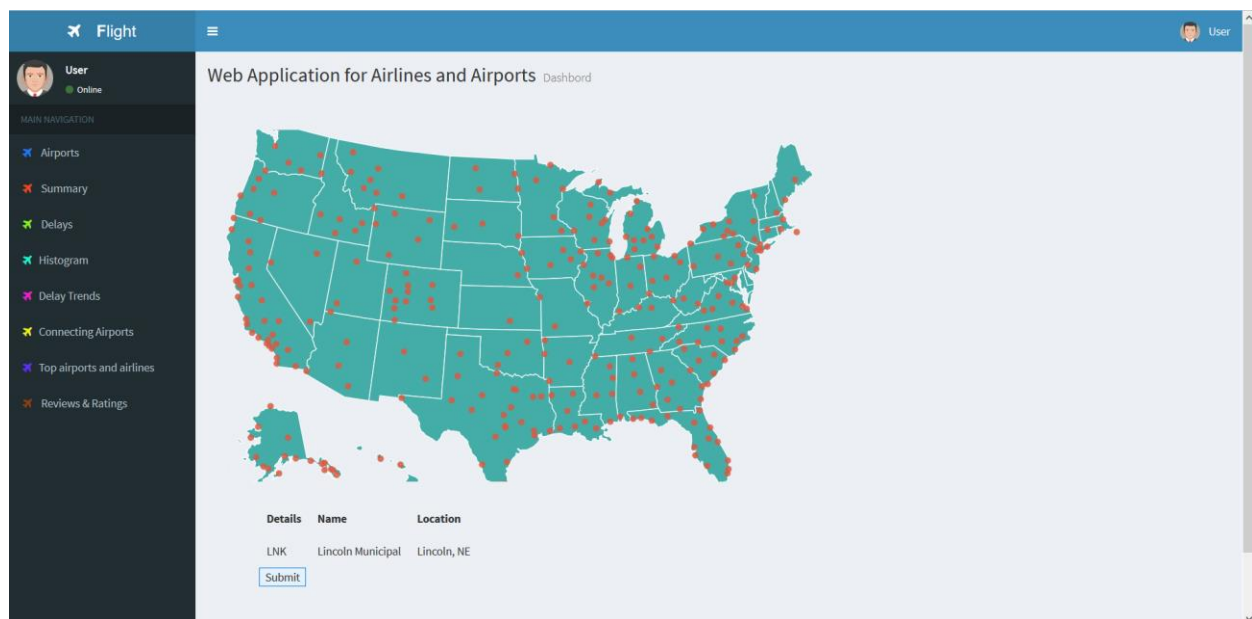 Flight
User
User
Online
Web Application for Airlines and Airports Dashbord
MAIN NAVIGATION
Airports
Summary
Delays
Histogram
Delay Trends
Connecting Airports
Top airports and airlines
Reviews & Ratings
Details Name Location
LNK Lincoln Municipal Lincoln, NE
Submit